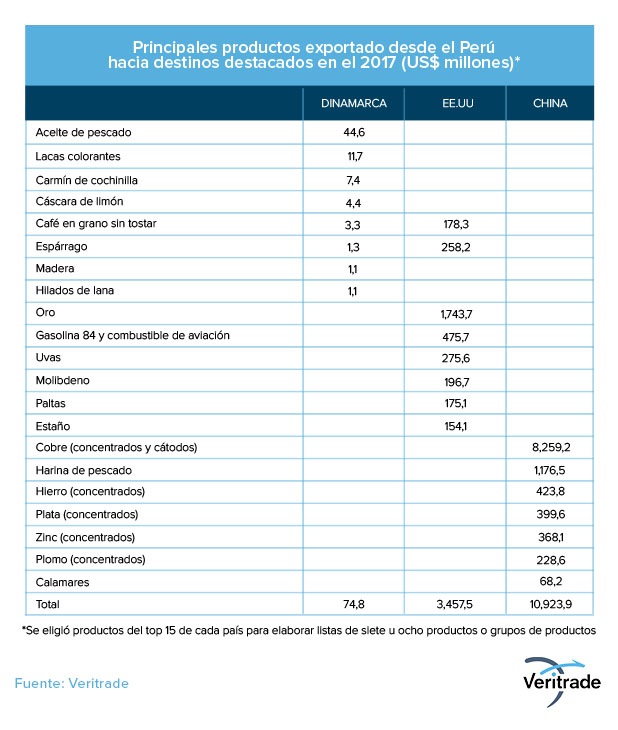 Principales productos exportado desde el Perú
hacia destinos destacados en el 2017 (US$ millones)*
DINAMARCA EE.UU CHINA
Aceite de pescado 44,6
Lacas colorantes 11,7
Carmín de cochinilla 7,4
Cáscara de limón 4,4
Café en grano sin tostar 3,3 178,3
Espárrago 1,3 258,2
Madera 1,1
Hilados de lana 1,1
Oro 1,743,7
Gasolina 84 y combustible de aviación 475,7
Uvas 275,6
Molibdeno 196,7
Paltas 175,1
Estaño 154,1
Cobre (concentrados y cátodos) 8,259,2
Harina de pescado 1,176,5
Hierro (concentrados) 423,8
Plata (concentrados) 399,6
Zinc (concentrados) 368,1
Plomo (concentrados) 228,6
Calamares 68,2
Total 74,8 3,457,5 10,923,9
*Se eligió productos del top 15 de cada país para elaborar listas de siete u ocho productos o grupos de productos
Fuente: Veritrade
Veritrade